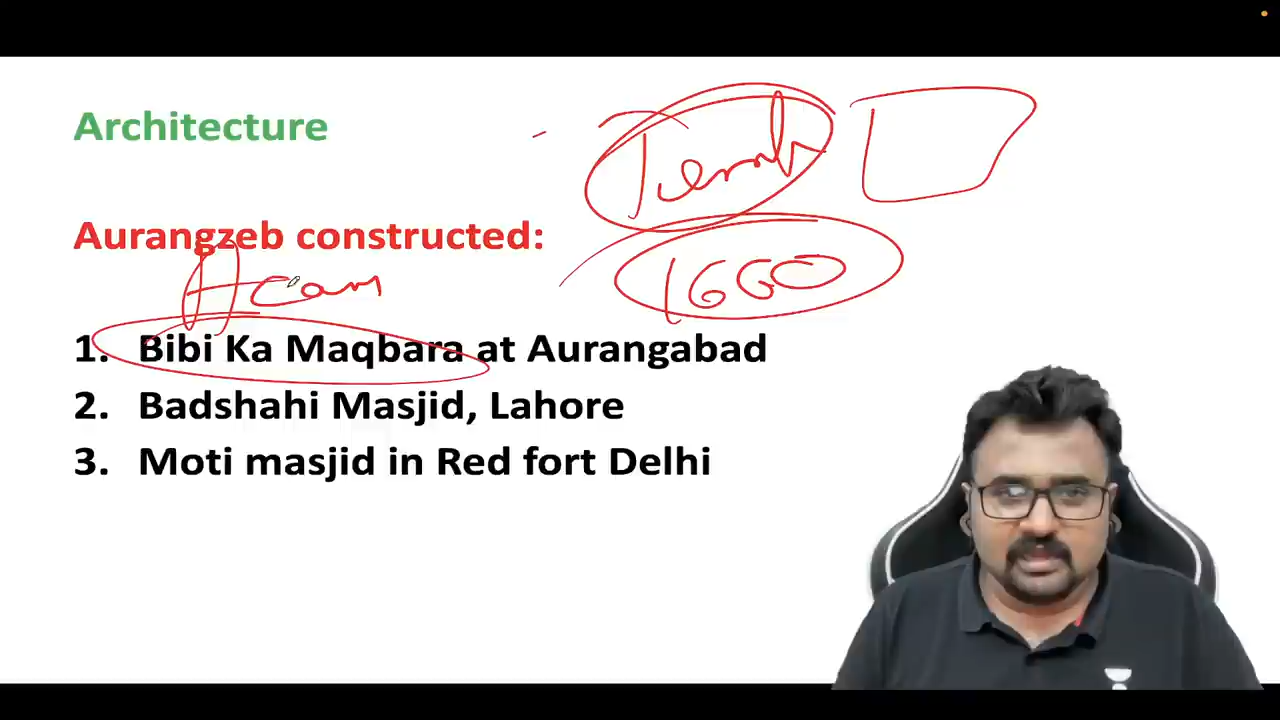 Architecture
Aurangzeb constructed:
1660
1. Bibi Ka Maqbara at Aurangabad
2. Badshahi Masjid, Lahore
3. Moti masjid in Red fort Delhi